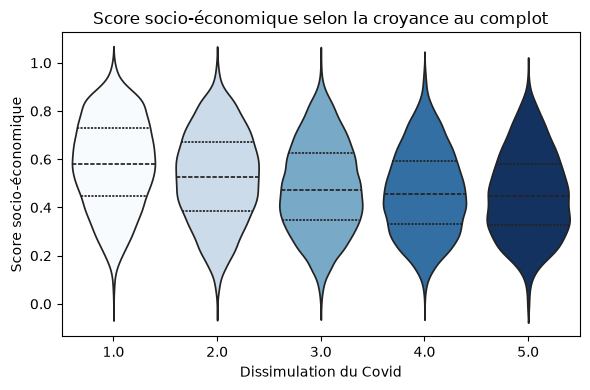 Score socio-économique selon la croyance au complot
Score socio-économique
1.0
0.8
0.6
0.4
0.2
0.0
1.0 2.0 3.0 4.0 5.0
Dissimulation du Covid